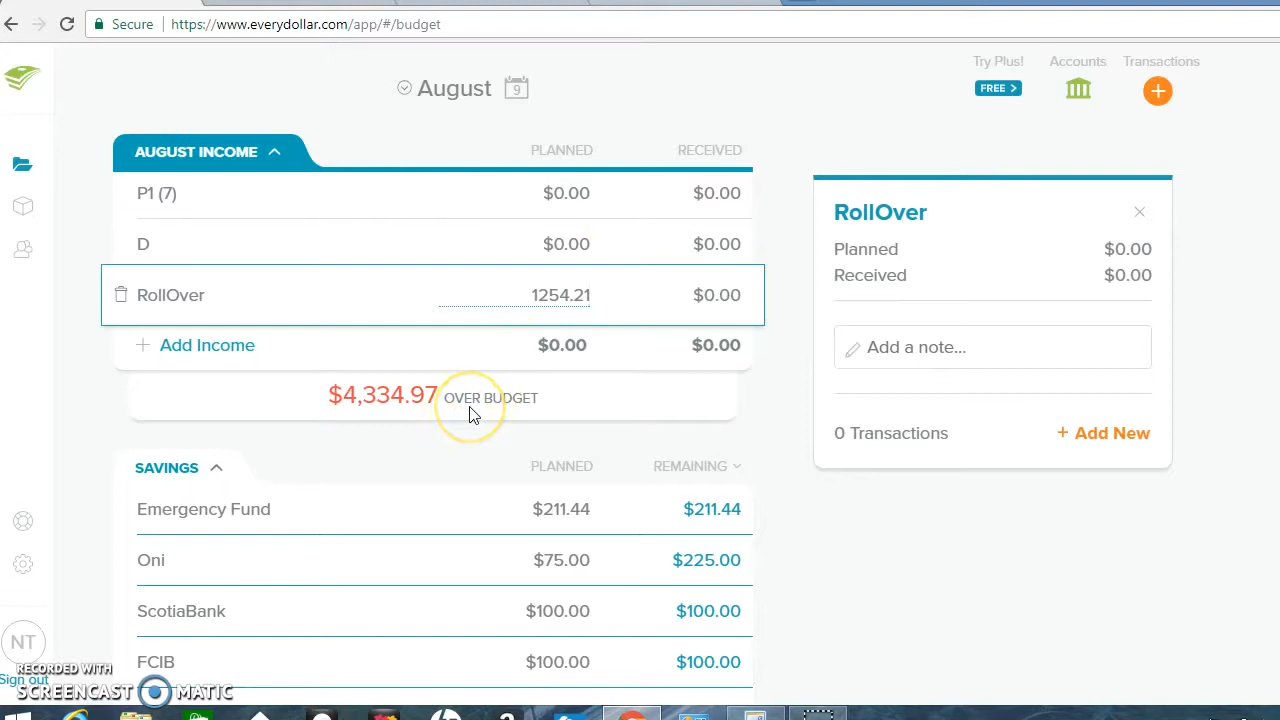 Secure https://www.everydollar.com/app/#/budget
August 9
Try Plus! Accounts Transactions
FREE >
AUGUST INCOME PLANNED RECEIVED
P1 (7) $0.00 $0.00
D $0.00 $0.00
RollOver 1254.21 $0.00
+ Add Income $0.00 $0.00
$4,334.97 OVER BUDGET
SAVINGS PLANNED REMAINING
Emergency Fund $211.44 $211.44
Oni $75.00 $225.00
ScotiaBank $100.00 $100.00
FCIB $100.00 $100.00
RollOver
Planned $0.00
Received $0.00
Add a note...
0 Transactions + Add New
NT
Sign out
RECORDED WITH
SCREENCAST MATIC